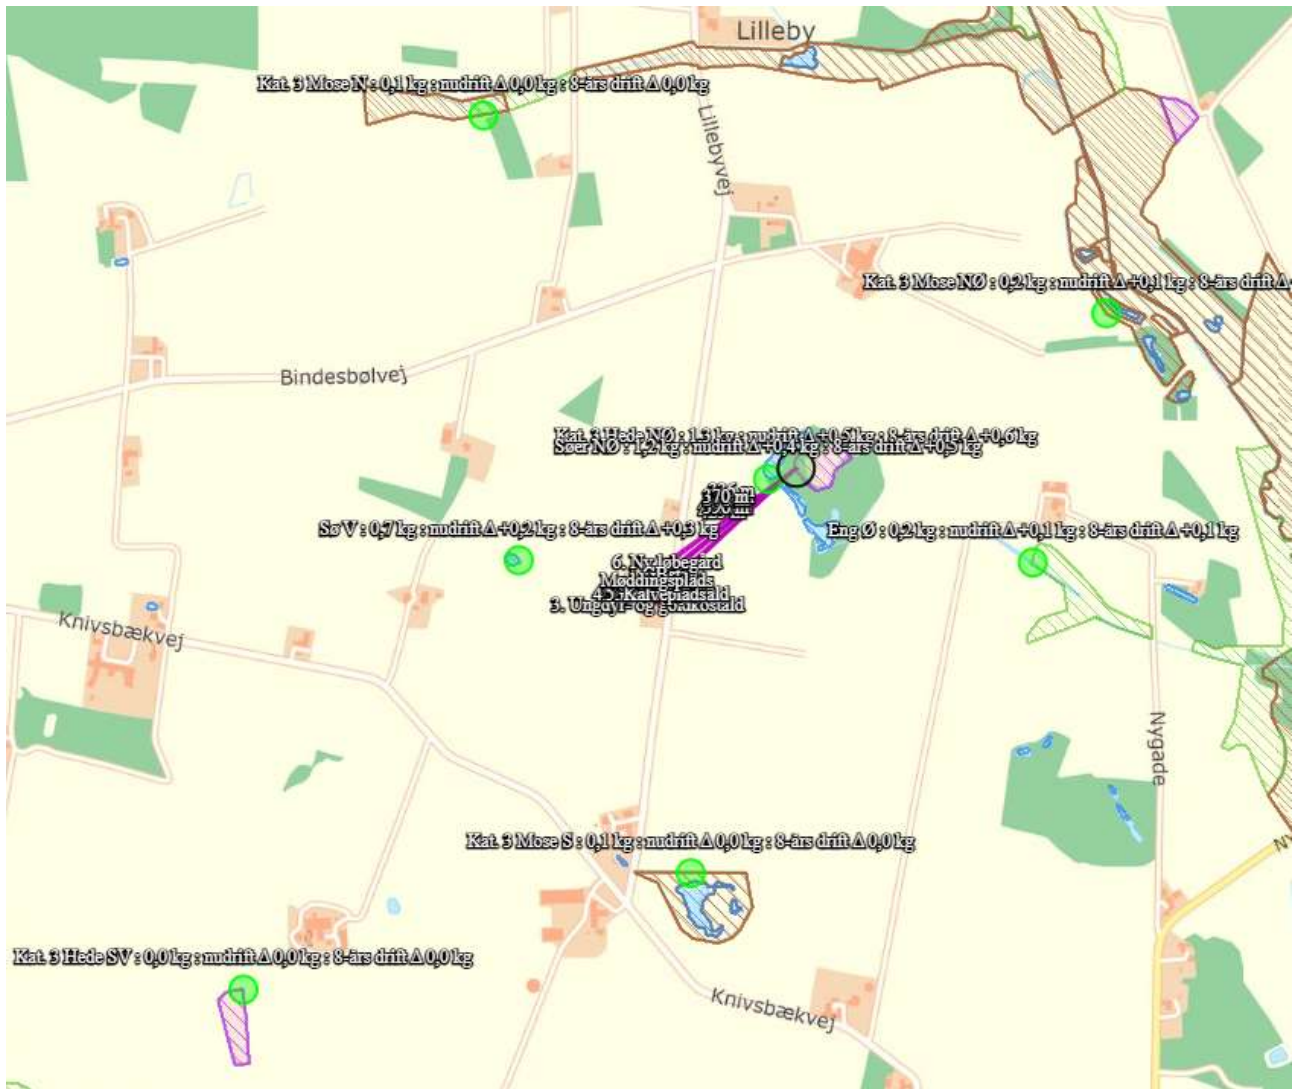 Lilleby
Kat. 3 Mose N : 0,1 kg : nudrift Δ 0,0 kg : 8-års drift Δ 0,0 kg
Lillebyvej
Kat. 3 Mose NØ : 0,2 kg : nudrift Δ +0,1 kg : 8-års drift Δ
Bindesbølvej
Kat. 3 Hede NØ : 1,3 kg : nudrift Δ +0,5 kg : 8-års drift Δ +0,6 kg
Søer NØ : 1,2 kg : nudrift Δ +0,4 kg : 8-års drift Δ +0,5 kg
370 m
Sø V : 0,7 kg : nudrift Δ +0,2 kg : 8-års drift Δ +0,3 kg
Eng Ø : 0,2 kg : nudrift Δ +0,1 kg : 8-års drift Δ +0,1 kg
6. Ny løbegård
Møddingsplads
3. Ungdyr- og goldkostald
Knivsbækvej
Nygade
Kat. 3 Mose S : 0,1 kg : nudrift Δ 0,0 kg : 8-års drift Δ 0,0 kg
Kat. 3 Hede SV : 0,0 kg : nudrift Δ 0,0 kg : 8-års drift Δ 0,0 kg
Knivsbækvej